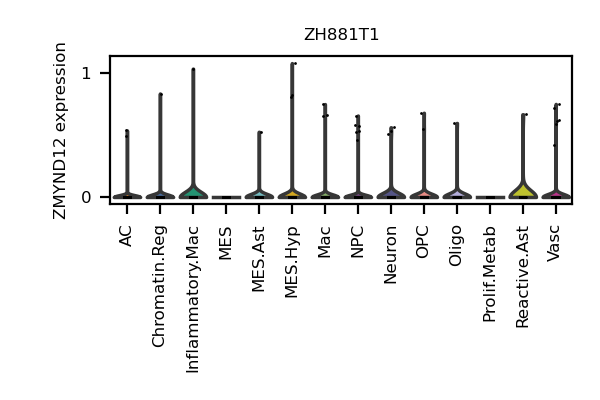 ZH881T1
ZMYND12 expression
1
0
AC
Chromatin.Reg
Inflammatory.Mac
MES
MES.Ast
MES.Hyp
Mac
NPC
Neuron
OPC
Oligo
Prolif.Metab
Reactive.Ast
Vasc